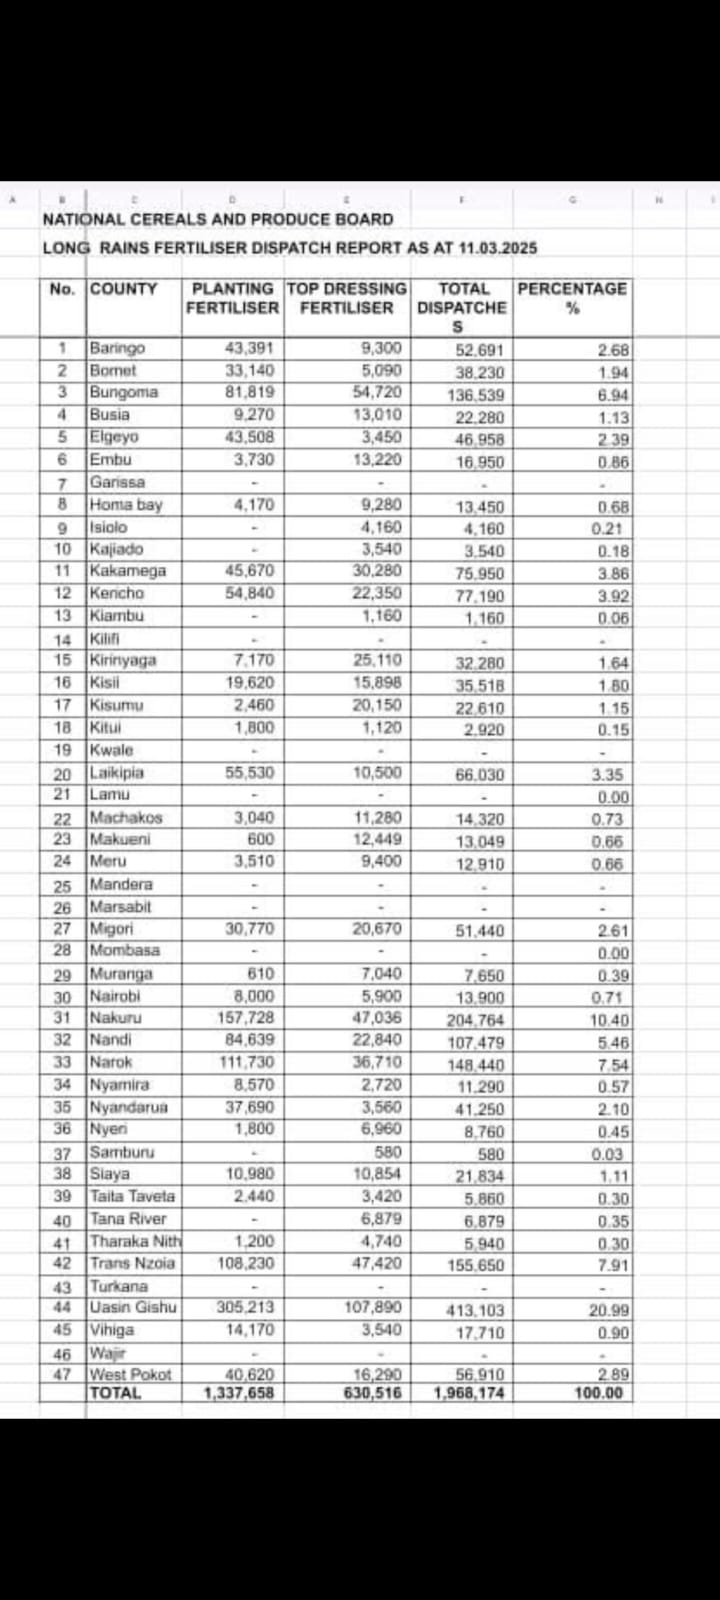 A B C D E F G H I
NATIONAL CEREALS AND PRODUCE BOARD
LONG RAINS FERTILISER DISPATCH REPORT AS AT 11.03.2025
No. COUNTY PLANTING TOP DRESSING TOTAL PERCENTAGE
FERTILISER FERTILISER DISPATCHE %
S
1 Baringo 43,391 9,300 52,691 2.68
2 Bomet 33,140 5,090 38,230 1.94
3 Bungoma 81,819 54,720 136,539 6.94
4 Busia 9,270 13,010 22,280 1.13
5 Elgeyo 43,508 3,450 46,958 2.39
6 Embu 3,730 13,220 16,950 0.86
7 Garissa - - - -
8 Homa bay 4,170 9,280 13,450 0.68
9 Isiolo - 4,160 4,160 0.21
10 Kajiado - 3,540 3,540 0.18
11 Kakamega 45,670 30,280 75,950 3.86
12 Kericho 54,840 22,350 77,190 3.92
13 Kiambu - 1,160 1,160 0.06
14 Kilifi - - - -
15 Kirinyaga 7,170 25,110 32,280 1.64
16 Kisii 19,620 15,898 35,518 1.80
17 Kisumu 2,460 20,150 22,610 1.15
18 Kitui 1,800 1,120 2,920 0.15
19 Kwale - - - -
20 Laikipia 55,530 10,500 66,030 3.35
21 Lamu - - - 0.00
22 Machakos 3,040 11,280 14,320 0.73
23 Makueni 600 12,449 13,049 0.66
24 Meru 3,510 9,400 12,910 0.66
25 Mandera - - - -
26 Marsabit - - - -
27 Migori 30,770 20,670 51,440 2.61
28 Mombasa - - - 0.00
29 Muranga 610 7,040 7,650 0.39
30 Nairobi 8,000 5,900 13,900 0.71
31 Nakuru 157,728 47,036 204,764 10.40
32 Nandi 84,639 22,840 107,479 5.46
33 Narok 111,730 36,710 148,440 7.54
34 Nyamira 8,570 2,720 11,290 0.57
35 Nyandarua 37,690 3,560 41,250 2.10
36 Nyeri 1,800 6,960 8,760 0.45
37 Samburu - 580 580 0.03
38 Siaya 10,980 10,854 21,834 1.11
39 Taita Taveta 2,440 3,420 5,860 0.30
40 Tana River - 6,879 6,879 0.35
41 Tharaka Nith 1,200 4,740 5,940 0.30
42 Trans Nzoia 108,230 47,420 155,650 7.91
43 Turkana - - - -
44 Uasin Gishu 305,213 107,890 413,103 20.99
45 Vihiga 14,170 3,540 17,710 0.90
46 Wajir - - - -
47 West Pokot 40,620 16,290 56,910 2.89
TOTAL 1,337,658 630,516 1,968,174 100.00